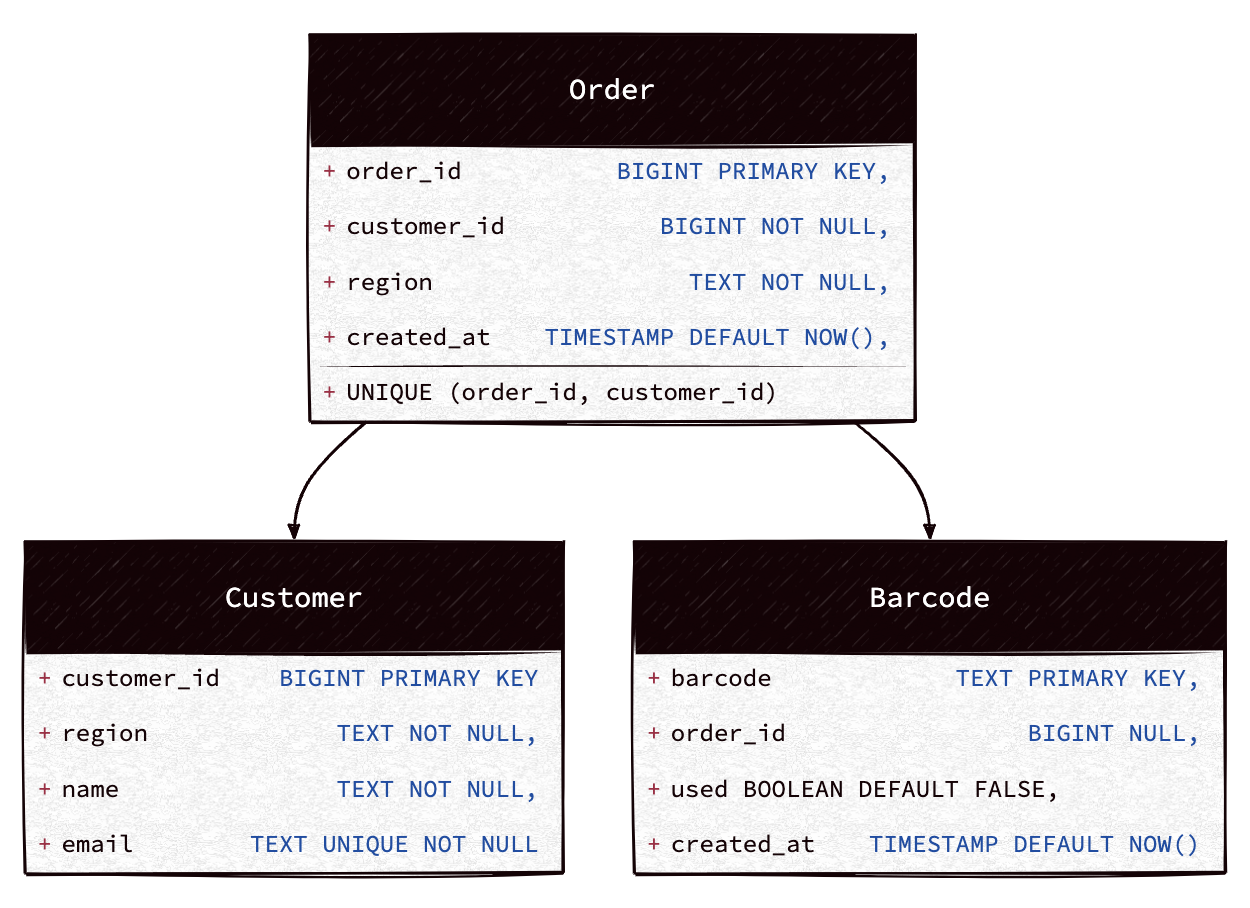 Order
+ order_id BIGINT PRIMARY KEY,
+ customer_id BIGINT NOT NULL,
+ region TEXT NOT NULL,
+ created_at TIMESTAMP DEFAULT NOW(),
+ UNIQUE (order_id, customer_id)
Customer
+ customer_id BIGINT PRIMARY KEY
+ region TEXT NOT NULL,
+ name TEXT NOT NULL,
+ email TEXT UNIQUE NOT NULL
Barcode
+ barcode TEXT PRIMARY KEY,
+ order_id BIGINT NULL,
+ used BOOLEAN DEFAULT FALSE,
+ created_at TIMESTAMP DEFAULT NOW()